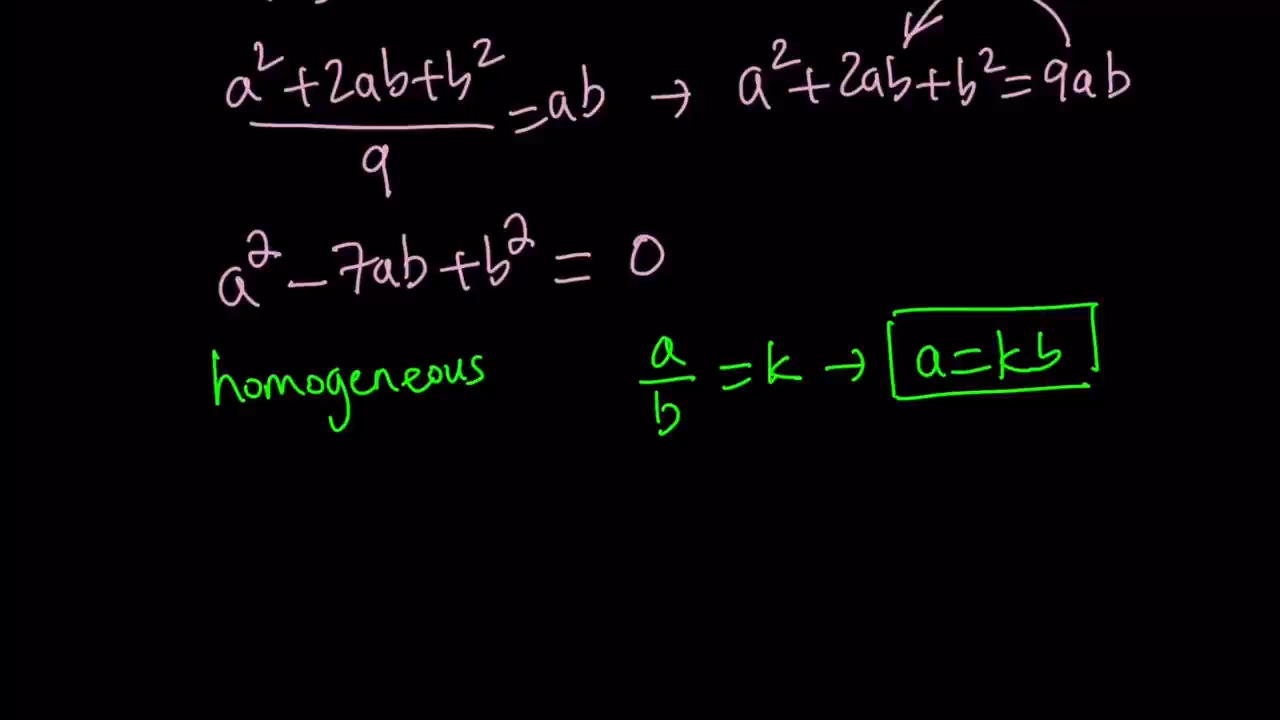 a² + 2ab + b² / 9 = ab → a² + 2ab + b² = 9ab
a² - 7ab + b² = 0
homogeneous a/b = k → a = kb